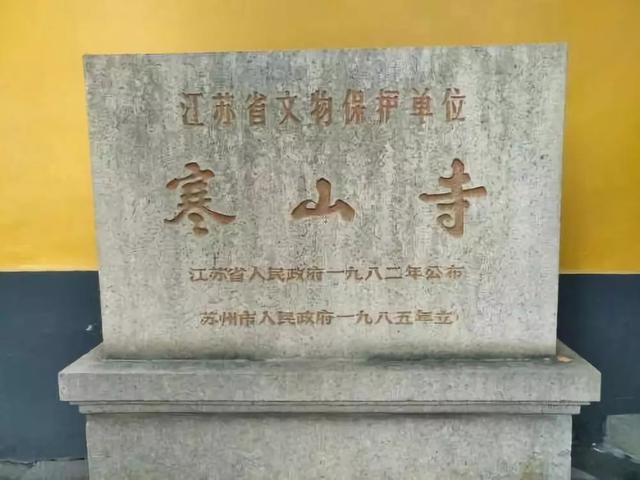 江苏省文物保护单位
寒山寺
江苏省人民政府一九八二年公布
苏州市人民政府一九八五年立